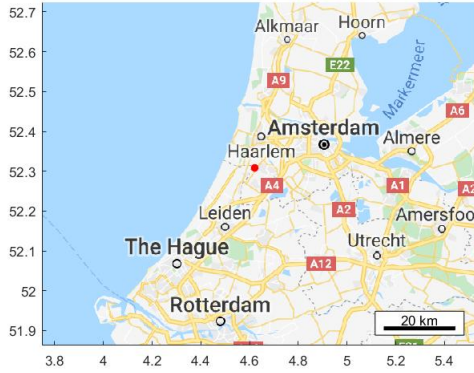 52.7
Alkmaar
Hoorn
52.6
E22
A9
Markermeer
52.5
A6
52.4
Amsterdam
Almere
Haarlem
52.3
A4
A1
52.2
Leiden
A2
Amersfoo
The Hague
Utrecht
52.1
A12
52
Rotterdam
51.9
20 km
3.8
4
4.2
4.4
4.6
4.8
5
5.2
5.4